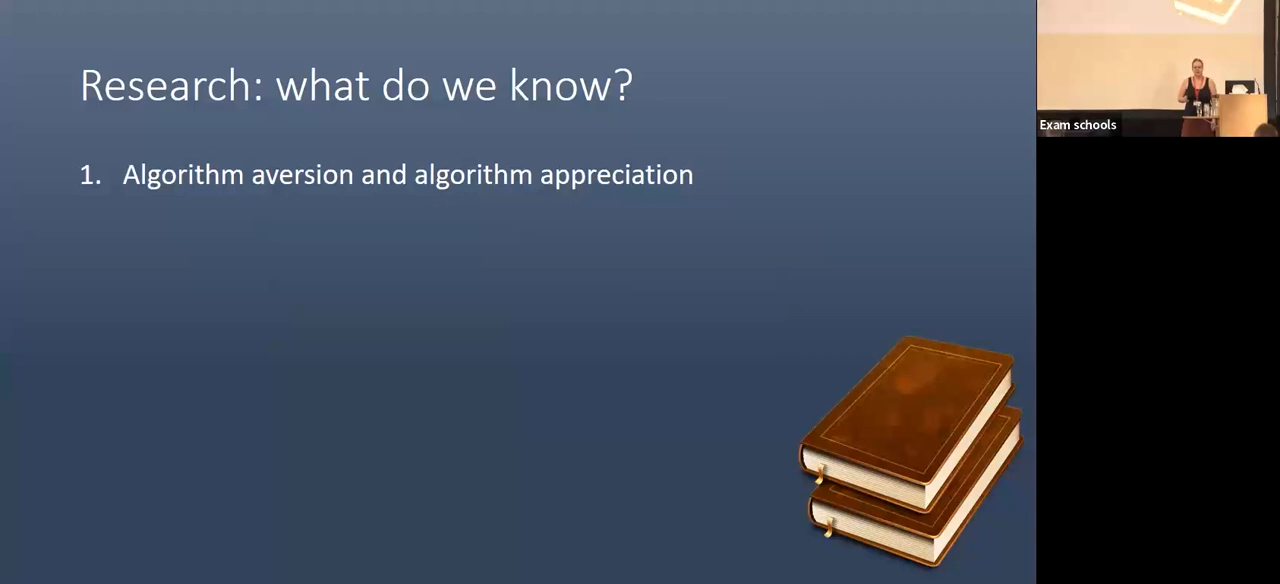 Research: what do we know?
1. Algorithm aversion and algorithm appreciation
Exam schools